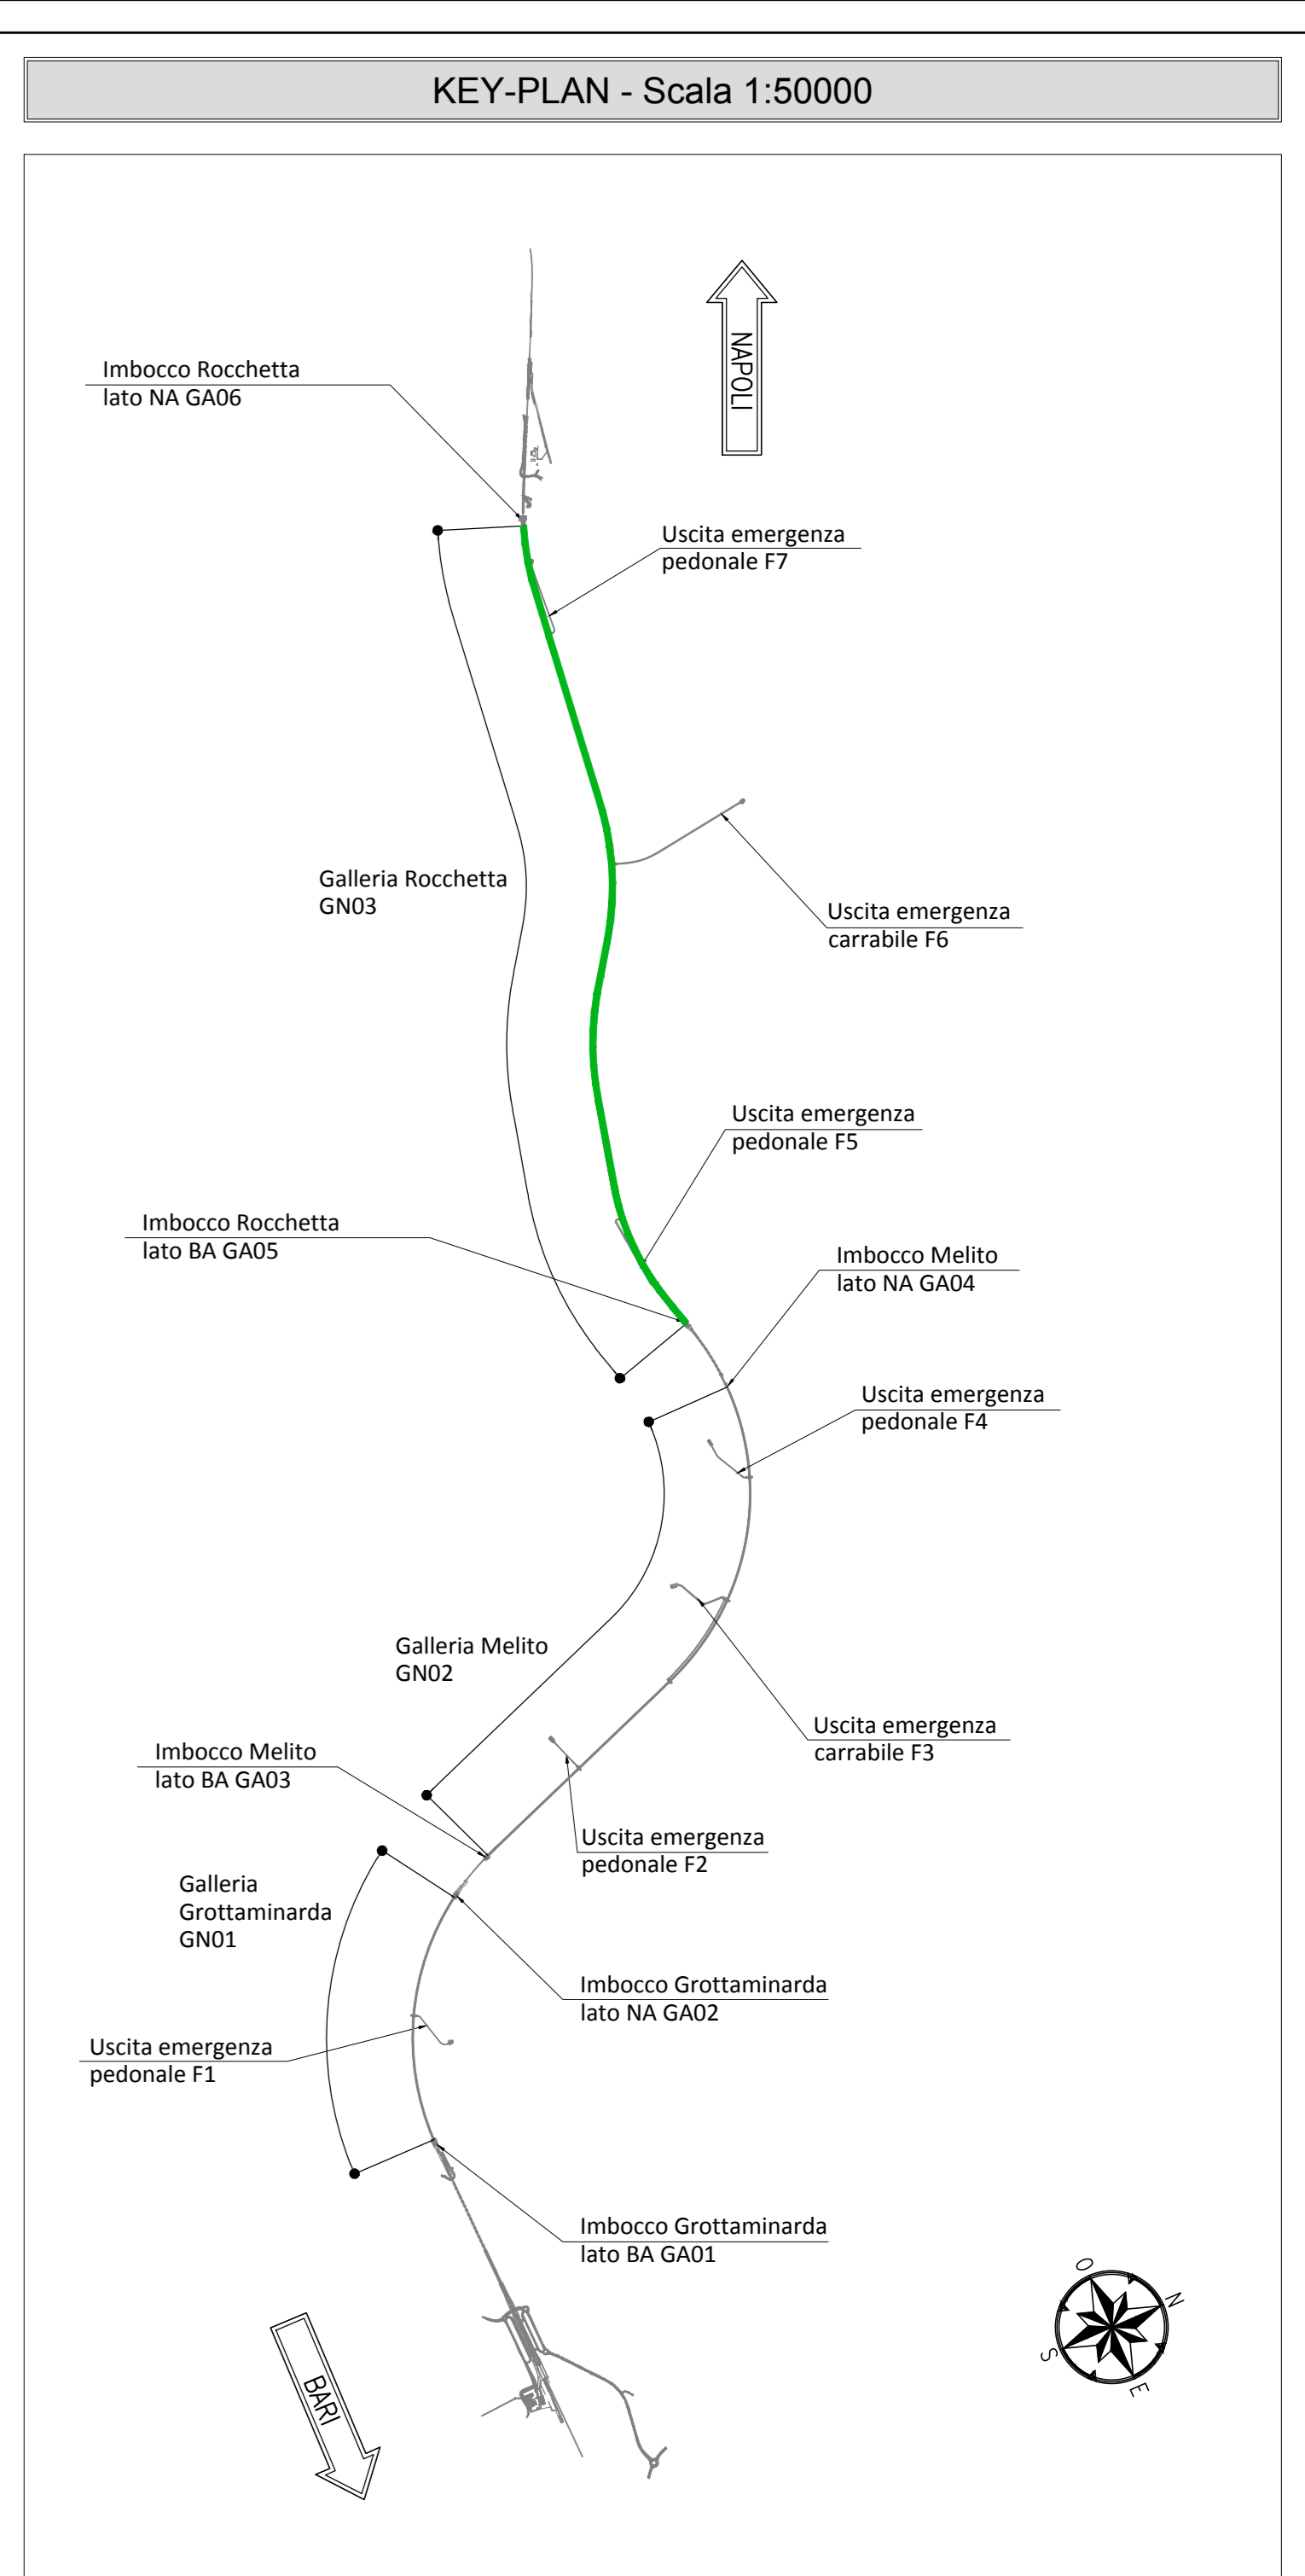 KEY-PLAN - Scala 1:50000
NAPOLI
Imbocco Rocchetta
lato NA GA06
Uscita emergenza
pedonale F7
Galleria Rocchetta
GN03
Uscita emergenza
carrabile F6
Uscita emergenza
pedonale F5
Imbocco Rocchetta
lato BA GA05
Imbocco Melito
lato NA GA04
Uscita emergenza
pedonale F4
Galleria Melito
GN02
Uscita emergenza
carrabile F3
Imbocco Melito
lato BA GA03
Uscita emergenza
pedonale F2
Galleria
Grottaminarda
GN01
Imbocco Grottaminarda
lato NA GA02
Uscita emergenza
pedonale F1
Imbocco Grottaminarda
lato BA GA01
BARI
O
N
S
E